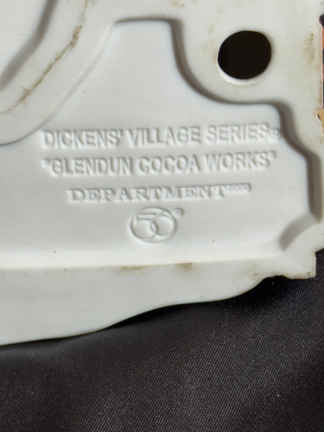 DICKENS' VILLAGE SERIES®
"GLENDUN COCOA WORKS"
DEPARTMENT
56